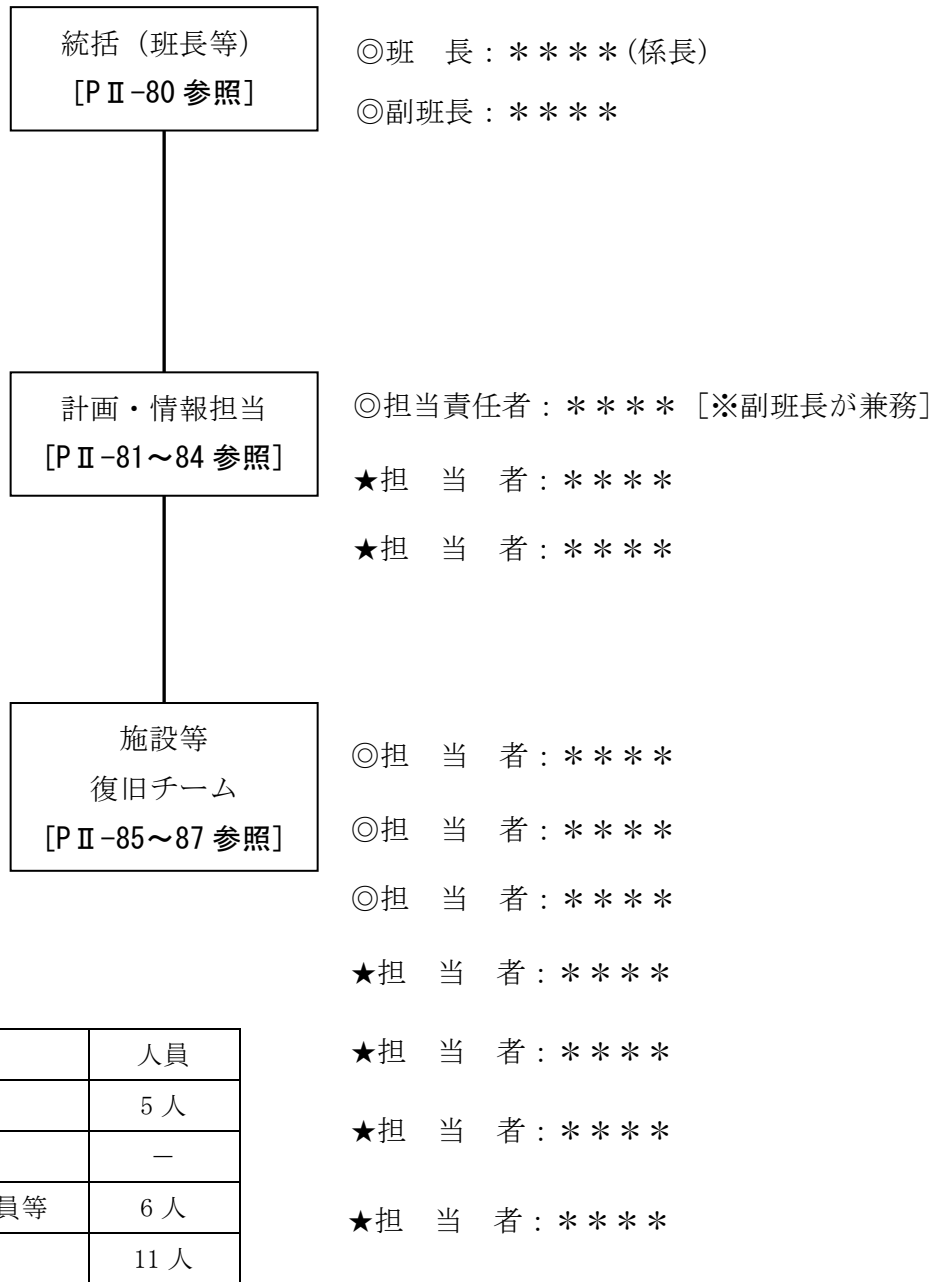 統括（班長等）
[PⅡ-80 参照]
◎班　長：＊＊＊＊(係長)
◎副班長：＊＊＊＊
計画・情報担当
[PⅡ-81～84 参照]
◎担当責任者：＊＊＊＊［※副班長が兼務］
★担　当　者：＊＊＊＊
★担　当　者：＊＊＊＊
施設等
復旧チーム
[PⅡ-85～87 参照]
◎担　当　者：＊＊＊＊
◎担　当　者：＊＊＊＊
◎担　当　者：＊＊＊＊
★担　当　者：＊＊＊＊
★担　当　者：＊＊＊＊
★担　当　者：＊＊＊＊
★担　当　者：＊＊＊＊
人員
5 人
－
員等　6 人
11 人